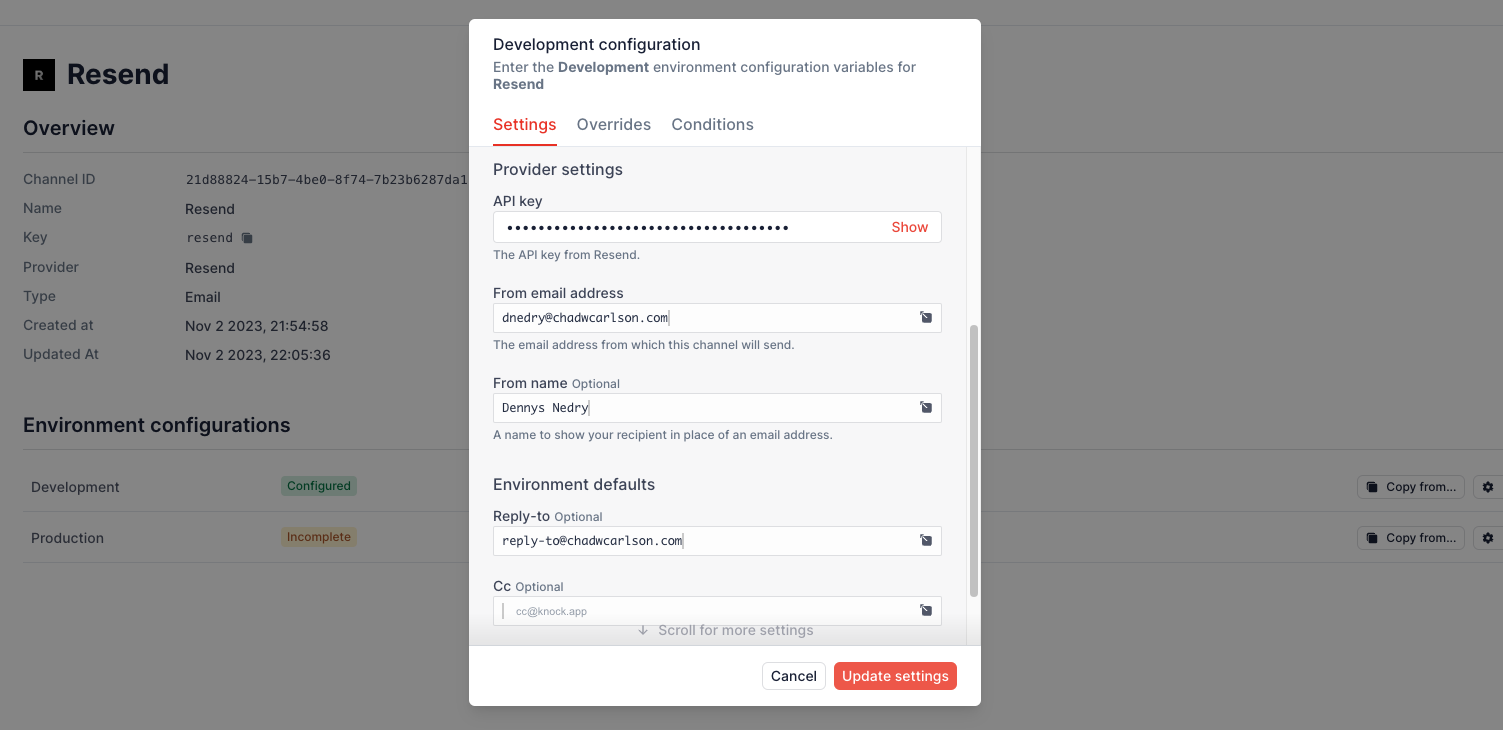 R
Resend
Overview
Channel ID
21d88824-15b7-4be0-8f74-7b23b6287da1
Name
Resend
Key
resend
Provider
Resend
Type
Email
Created at
Nov 2 2023, 21:54:58
Updated At
Nov 2 2023, 22:05:36
Environment configurations
Development
Configured
Copy from...
Production
Incomplete
Copy from...
Development configuration
Enter the Development environment configuration variables for
Resend
Settings
Overrides
Conditions
Provider settings
API key
••••••••••••••••••••••••••••••••••••
Show
The API key from Resend.
From email address
dnedry@chadwcarlson.com
The email address from which this channel will send.
From name Optional
Dennys Nedry
A name to show your recipient in place of an email address.
Environment defaults
Reply-to Optional
reply-to@chadwcarlson.com
Cc Optional
cc@knock.app
↓ Scroll for more settings
Cancel
Update settings